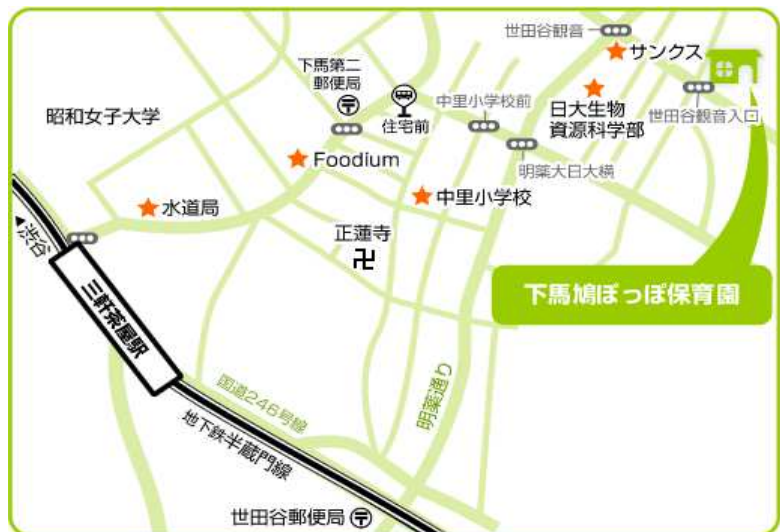 世田谷観音
サンクス
下馬第二
郵便局
住宅前
中里小学校前
日大生物
資源科学部
世田谷観音入口
昭和女子大学
Foodium
明薬大日大横
水道局
中里小学校
正蓮寺
▲渋谷
三軒茶屋駅
下馬鳩ぽっぽ保育園
国道246号線
明薬通り
地下鉄半蔵門線
世田谷郵便局